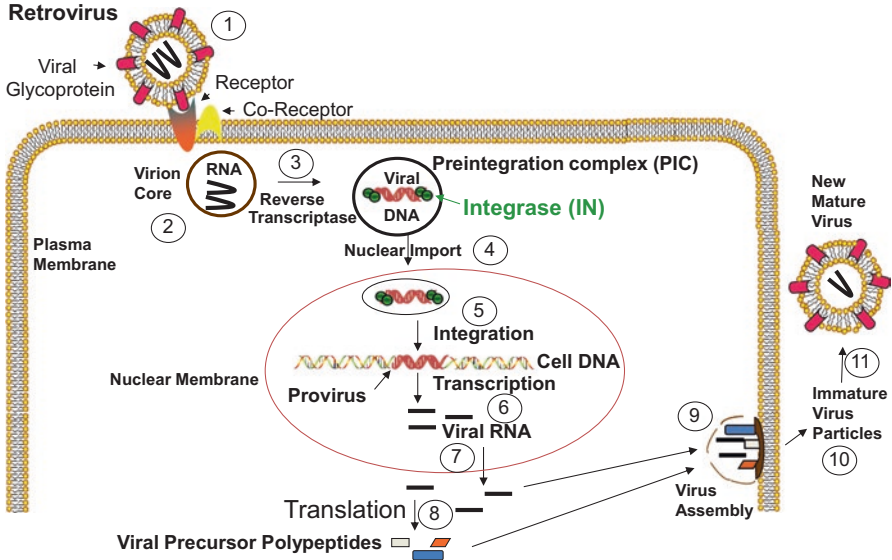 Retrovirus
1
Viral
Glycoprotein
Receptor
Co-Receptor
Virion
Core
RNA
2
3
Reverse
Transcriptase
Preintegration complex (PIC)
Viral
DNA
Integrase (IN)
Plasma
Membrane
Nuclear Import
4
5
Integration
Cell DNA
Nuclear Membrane
Provirus
Transcription
6
Viral RNA
7
Translation
8
Viral Precursor Polypeptides
9
Virus
Assembly
Immature
Virus
Particles
10
11
New
Mature
Virus